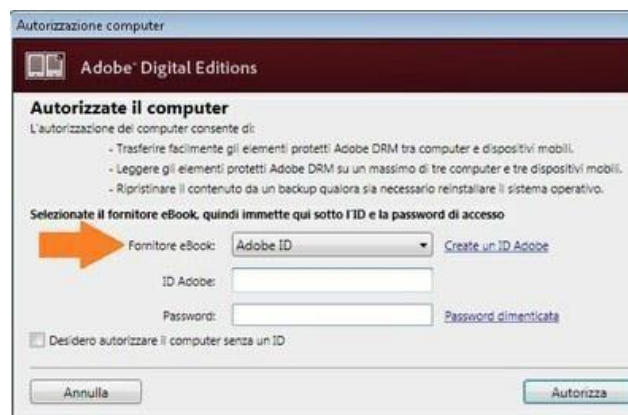 Autorizzazione computer
Adobe® Digital Editions
Autorizzate il computer
L'autorizzazione del computer consente di:
- Trasferire facilmente gli elementi protetti Adobe DRM tra computer e dispositivi mobili.
- Leggere gli elementi protetti Adobe DRM su un massimo di tre computer e tre dispositivi mobili.
- Ripristinare il contenuto da un backup qualora sia necessario reinstallare il sistema operativo.
Selezionate il fornitore eBook, quindi immette qui sotto l'ID e la password di accesso
Fornitore eBook: Adobe ID Create un ID Adobe
ID Adobe:
Password: Password dimenticata
Desidero autorizzare il computer senza un ID
Annulla Autorizza